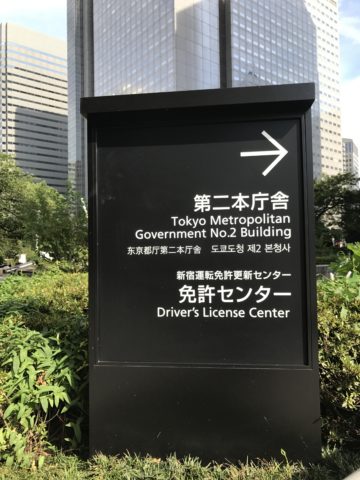 第二本庁舎
Tokyo Metropolitan
Government No.2 Building
东京都厅第二本厅舍 도쿄도청 제2 본청사
新宿運転免許更新センター
免許センター
Driver's License Center